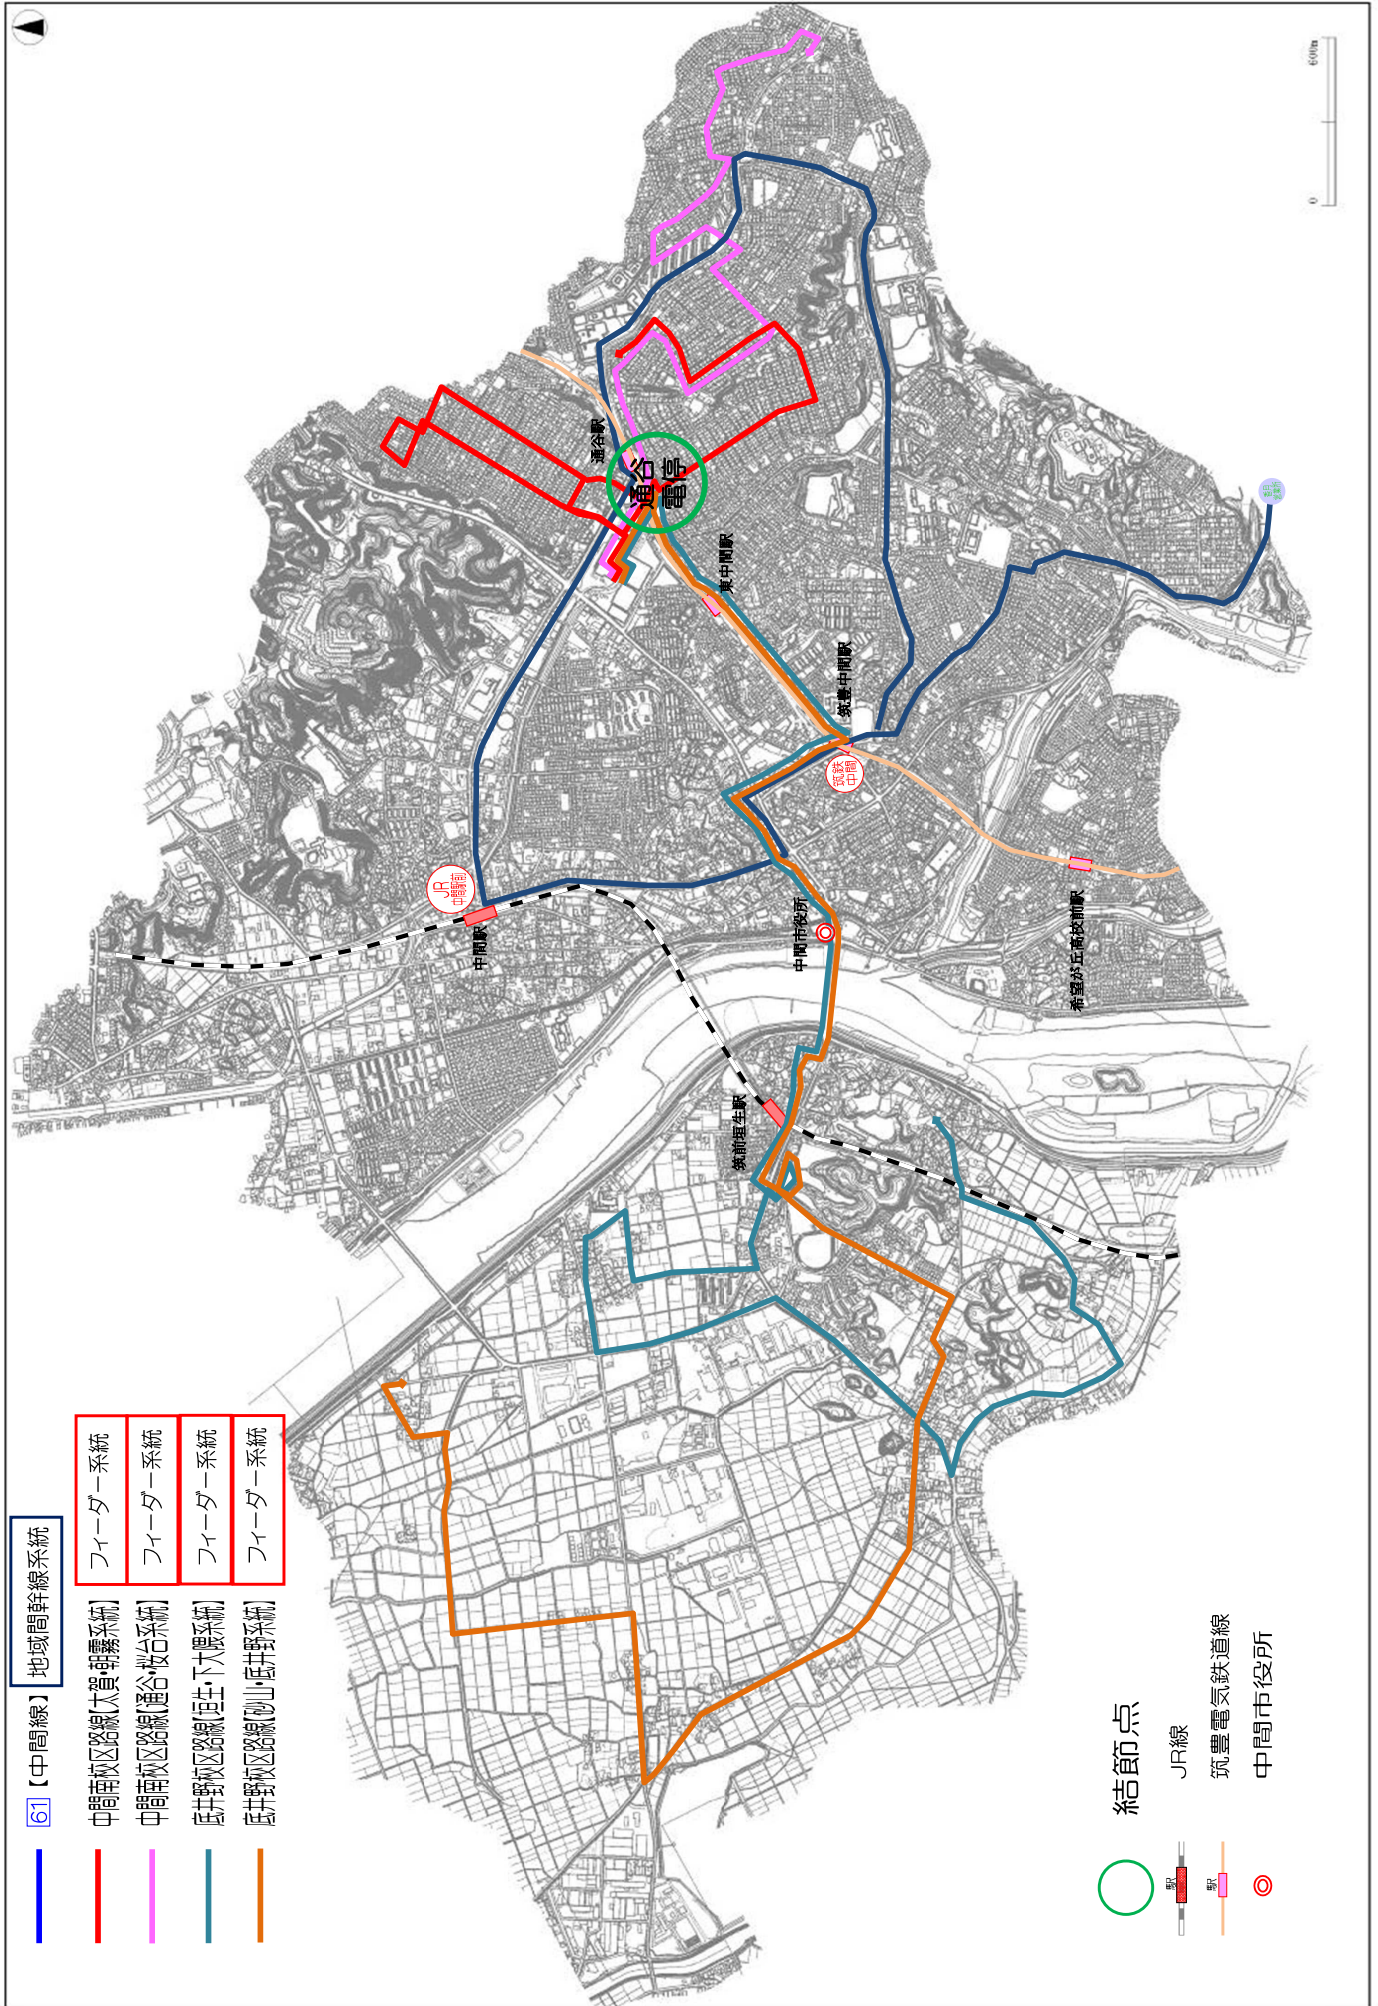 61【中間線】 地域間幹線系統
中間南校区路線【太賀・朝霧系統】 フィーダー系統
中間南校区路線【通谷・桜台系統】 フィーダー系統
底井野校区路線【垣生・下大隈系統】 フィーダー系統
底井野校区路線【砂山・底井野系統】 フィーダー系統
結節点
駅 JR線
駅 筑豊電気鉄道線
中間市役所
JR
中間駅前
中間駅
筑前垣生駅
中間市役所
希望が丘高校前駅
筑鉄
中間
筑豊中間駅
東中間駅
通谷駅
通谷
電停
0 600m